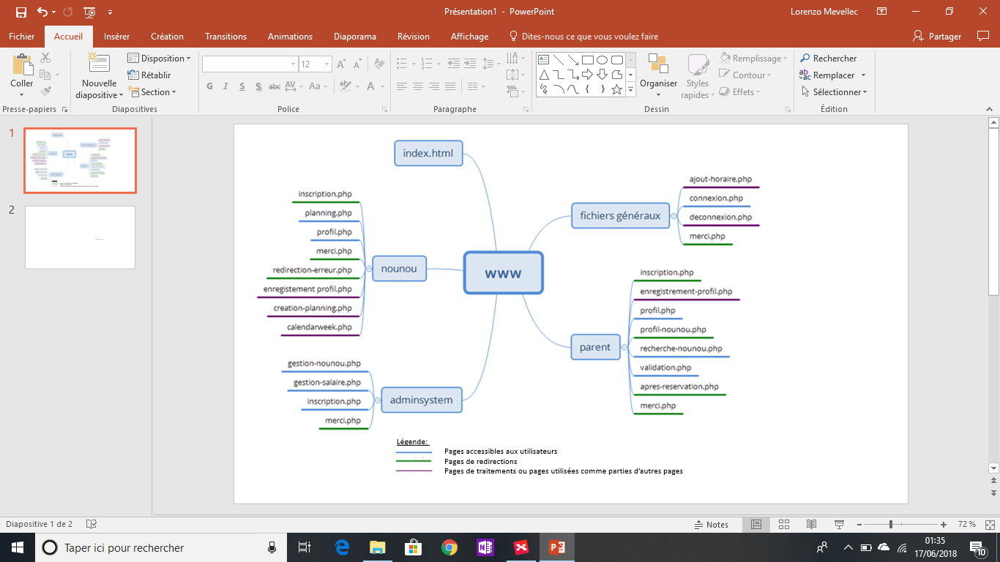 Présentation1 - PowerPoint
Lorenzo Mevellec
Fichier
Accueil
Insérer
Création
Transitions
Animations
Diaporama
Révision
Affichage
Dites-nous ce que vous voulez faire
Partager
Coller
Presse-papiers
Nouvelle
diapositive
Disposition
Rétablir
Section
Diapositives
12
G I S S abc AV Aa A
Police
Paragraphe
Organiser
Styles
rapides
Remplissage
Contour
Effets
Dessin
Rechercher
Remplacer
Sélectionner
Édition
1
2
index.html
inscription.php
planning.php
profil.php
merci.php
redirection-erreur.php
enregistement profil.php
creation-planning.php
calendarweek.php
nounou
www
fichiers généraux
ajout-horaire.php
connexion.php
deconnexion.php
merci.php
parent
inscription.php
enregistrement-profil.php
profil.php
profil-nounou.php
recherche-nounou.php
validation.php
apres-reservation.php
merci.php
gestion-nounou.php
gestion-salaire.php
inscription.php
merci.php
adminsystem
Légende:
Pages accessibles aux utilisateurs
Pages de redirections
Pages de traitements ou pages utilisées comme parties d’autres pages
Diapositive 1 de 2
Notes
72 %
Taper ici pour rechercher
01:35
17/06/2018
10